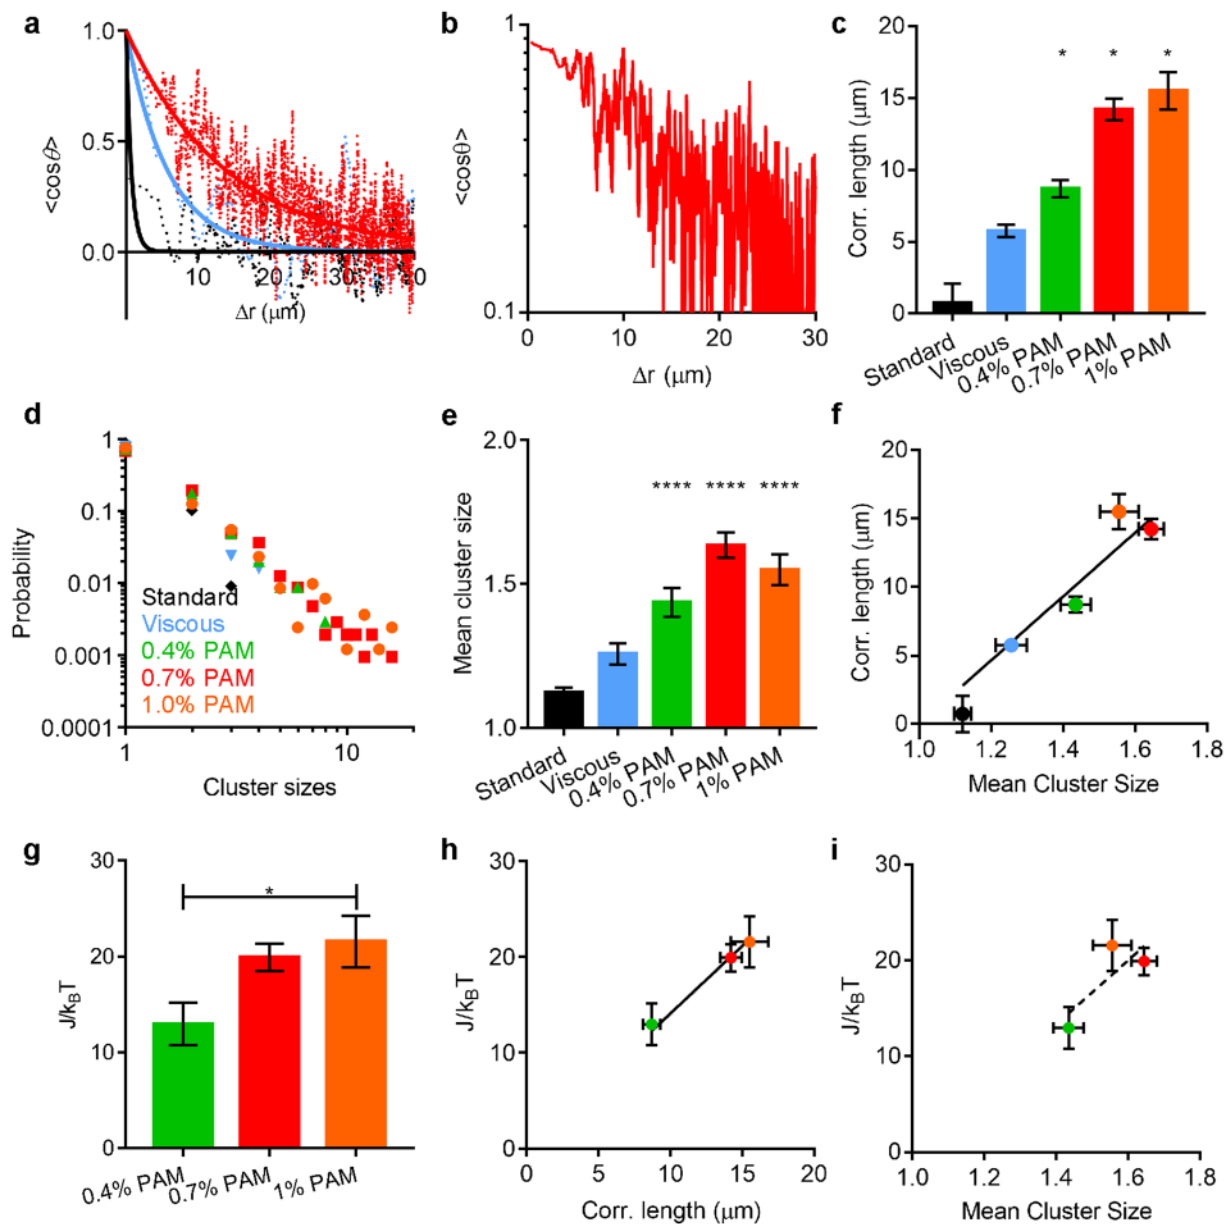 a
1.0
0.5
0.0
<cosθ>
10
20
30
40
Δr (μm)
b
1
0.1
<cosθ>
0
10
20
30
Δr (μm)
c
20
15
10
5
0
Corr. length (μm)
* * *
Standard
Viscous
0.4% PAM
0.7% PAM
1% PAM
d
1
0.1
0.01
0.001
0.0001
Probability
Standard
Viscous
0.4% PAM
0.7% PAM
1.0% PAM
1
10
Cluster sizes
e
2.0
1.5
1.0
Mean cluster size
**** **** ****
Standard
Viscous
0.4% PAM
0.7% PAM
1% PAM
f
20
15
10
5
0
Corr. length (μm)
1.0
1.2
1.4
1.6
1.8
Mean Cluster Size
g
30
20
10
0
J/kBT
*
0.4% PAM
0.7% PAM
1% PAM
h
30
20
10
0
J/kBT
0
5
10
15
20
Corr. length (μm)
i
30
20
10
0
J/kBT
1.0
1.2
1.4
1.6
1.8
Mean Cluster Size